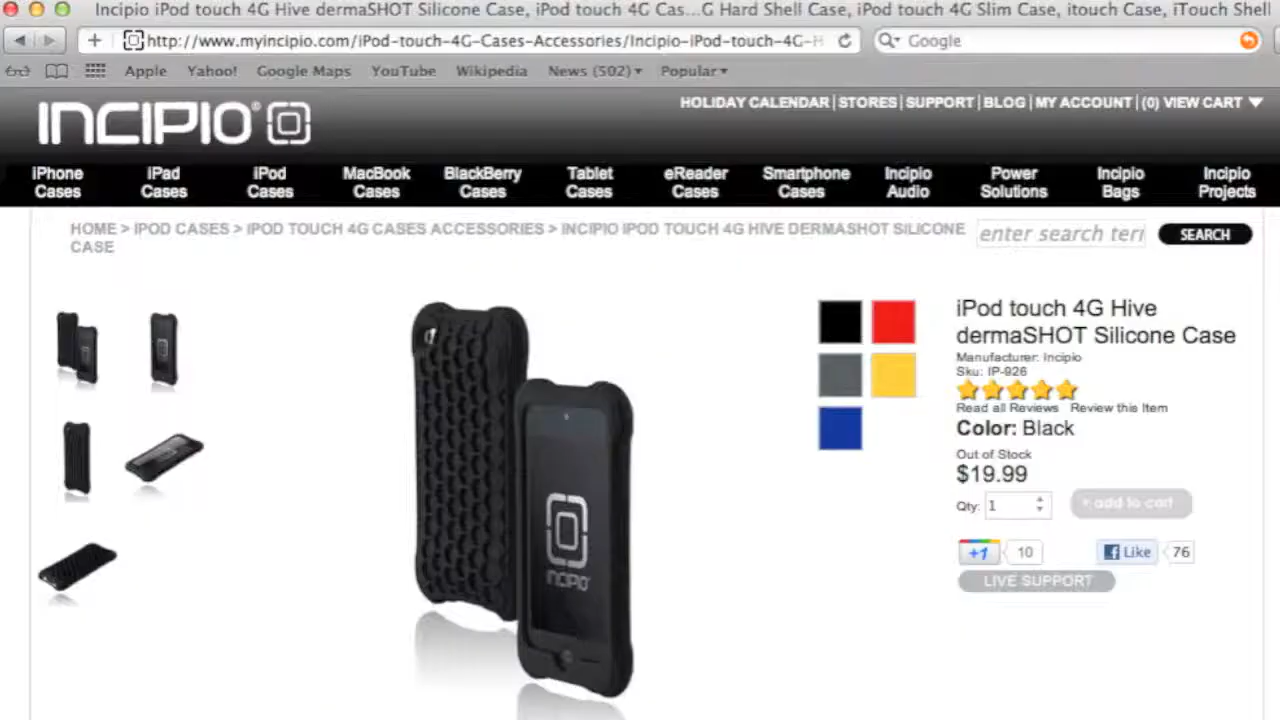 Incipio iPod touch 4G Hive dermaSHOT Silicone Case, iPod touch 4G Cas...G Hard Shell Case, iPod touch 4G Slim Case, itouch Case, iTouch Shell
http://www.myincipio.com/iPod-touch-4G-Cases-Accessories/Incipio-iPod-touch-4G-H
Google
Apple Yahoo! Google Maps YouTube Wikipedia News (502) Popular
HOLIDAY CALENDAR | STORES | SUPPORT | BLOG | MY ACCOUNT | (0) VIEW CART
INCIPIO®
iPhone Cases
iPad Cases
iPod Cases
MacBook Cases
BlackBerry Cases
Tablet Cases
eReader Cases
Smartphone Cases
Incipio Audio
Power Solutions
Incipio Bags
Incipio Projects
HOME > IPOD CASES > IPOD TOUCH 4G CASES ACCESSORIES > INCIPIO IPOD TOUCH 4G HIVE DERMASHOT SILICONE
CASE
enter search teri
SEARCH
iPod touch 4G Hive
dermaSHOT Silicone Case
Manufacturer: Incipio
Sku: IP-926
Read all Reviews Review this Item
Color: Black
Out of Stock
$19.99
Qty: 1
+ add to cart
+1 10
Like 76
LIVE SUPPORT
INCIPIO